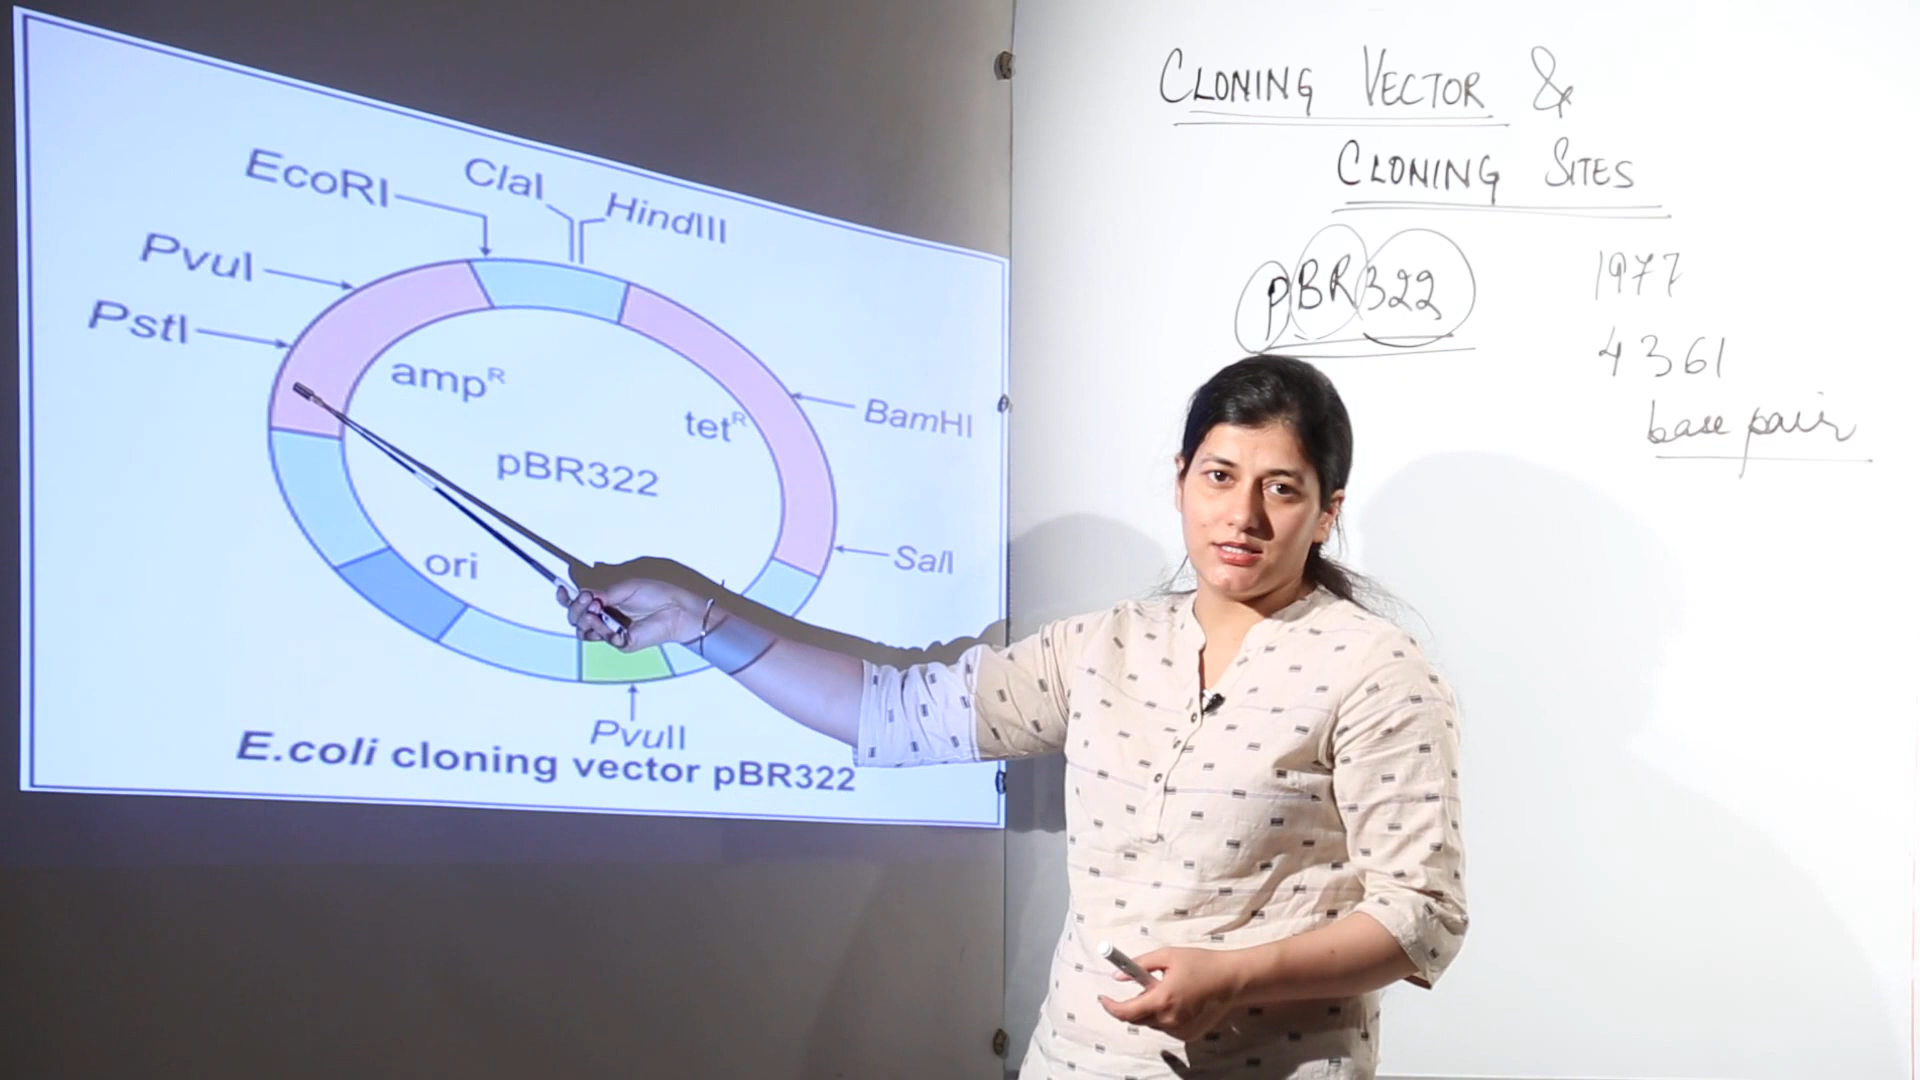 EcoRI
ClaI
HindIII
PvuI
PstI
ampR
tetR
BamHI
pBR322
SalI
ori
PvuII
E.coli cloning vector pBR322
CLONING VECTOR &
CLONING SITES
pBR322
1977
4361
base pair